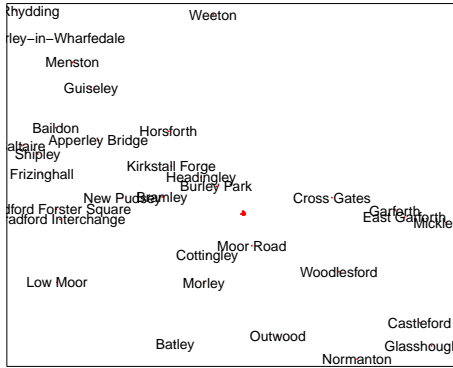 Rhydding
Weeton
rley-in-Wharfedale
Menston
Guiseley
Baildon
Horsforth
Apperley Bridge
altaire
Shipley
Kirkstall Forge
Frizinghall
Headingley
Burley Park
New Pudsey
Bramley
Cross Gates
dford Forster Square
Garforth
radford Interchange
East Garforth
Mickle
Moor Road
Cottingley
Woodlesford
Low Moor
Morley
Castleford
Outwood
Batley
Glasshough
Normanton